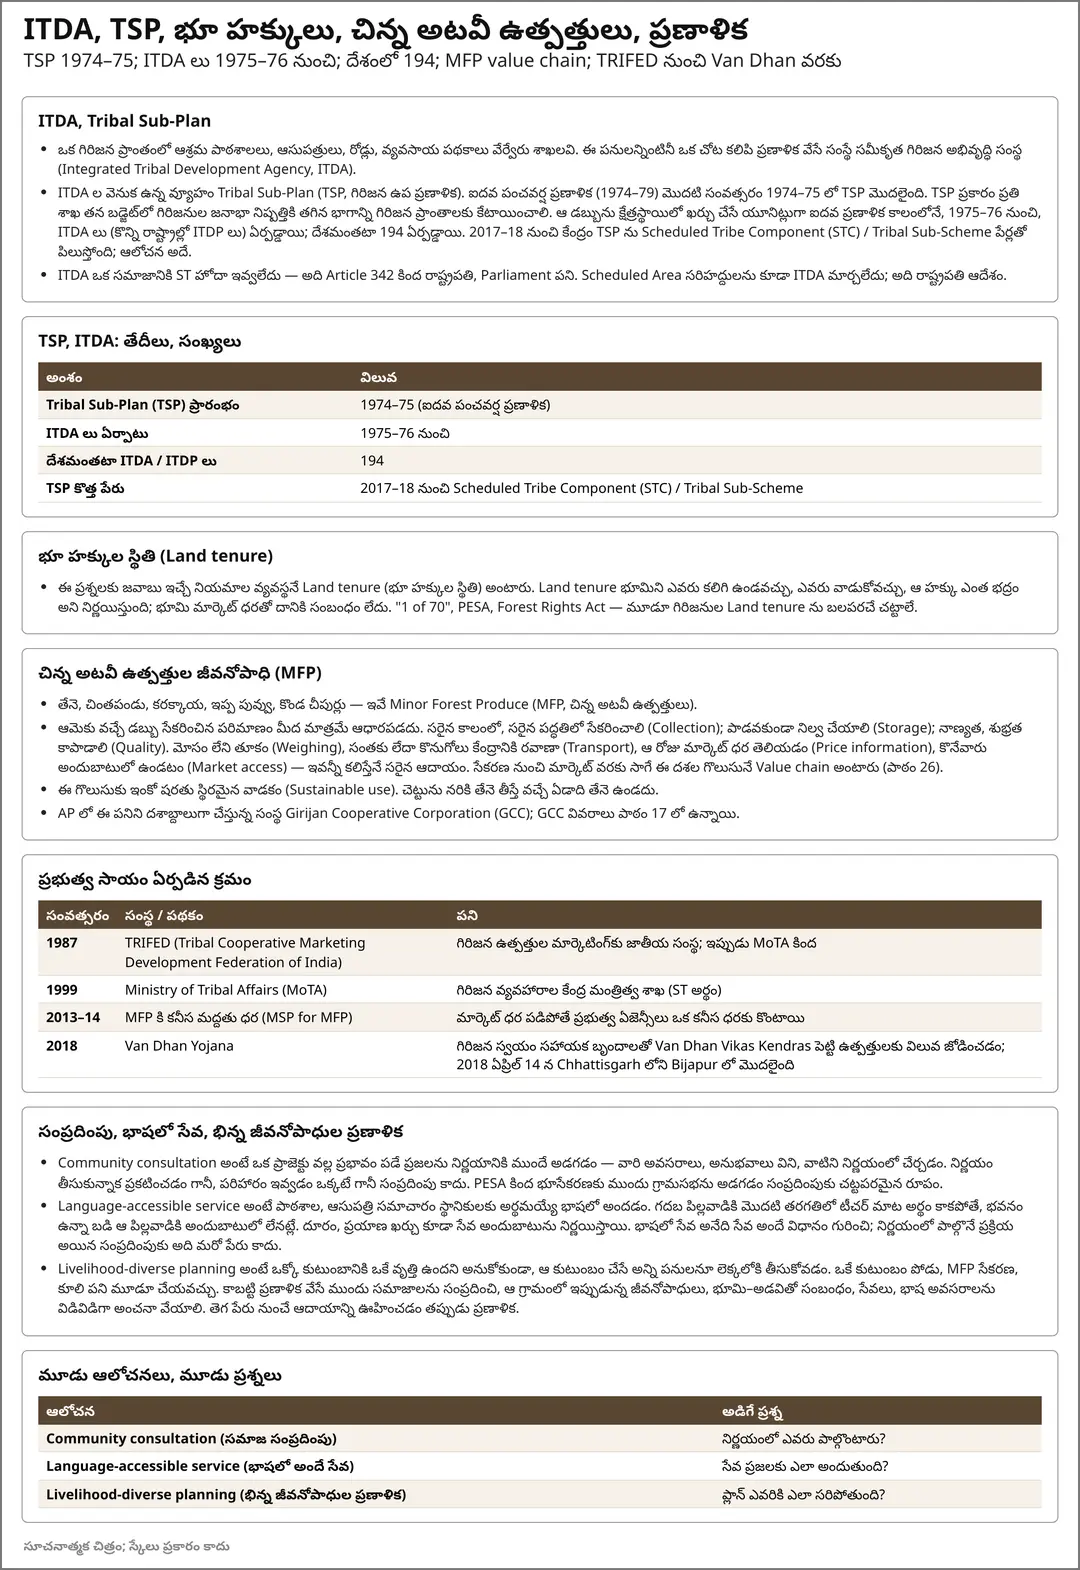 ITDA, TSP, భూ హక్కులు, చిన్న అటవీ ఉత్పత్తులు, ప్రణాళిక
TSP 1974–75; ITDA లు 1975–76 నుంచి; దేశంలో 194; MFP value chain; TRIFED నుంచి Van Dhan వరకు
ITDA, Tribal Sub-Plan
• ఒక గిరిజన ప్రాంతంలో ఆశ్రమ పాఠశాలలు, ఆసుపత్రులు, రోడ్లు, వ్యవసాయ పథకాలు వేర్వేరు శాఖలవి. ఈ పనులన్నింటినీ ఒక చోట కలిపి ప్రణాళిక వేసే సంస్థే సమీకృత గిరిజన అభివృద్ధి సంస్థ
(Integrated Tribal Development Agency, ITDA).
• ITDA ల వెనుక ఉన్న వ్యూహం Tribal Sub-Plan (TSP, గిరిజన ఉప ప్రణాళిక). ఐదవ పంచవర్ష ప్రణాళిక (1974–79) మొదటి సంవత్సరం 1974–75 లో TSP మొదలైంది. TSP ప్రకారం ప్రతి
శాఖ తన బడ్జెట్‌లో గిరిజనుల జనాభా నిష్పత్తికి తగిన భాగాన్ని గిరిజన ప్రాంతాలకు కేటాయించాలి. ఆ డబ్బును క్షేత్రస్థాయిలో ఖర్చు చేసే యూనిట్లుగా ఐదవ ప్రణాళిక కాలంలోనే, 1975–76 నుంచి,
ITDA లు (కొన్ని రాష్ట్రాల్లో ITDP లు) ఏర్పడ్డాయి; దేశమంతటా 194 ఏర్పడ్డాయి. 2017–18 నుంచి కేంద్రం TSP ను Scheduled Tribe Component (STC) / Tribal Sub-Scheme పేర్లతో
పిలుస్తోంది; ఆలోచన అదే.
• ITDA ఒక సమాజానికి ST హోదా ఇవ్వలేదు — అది Article 342 కింద రాష్ట్రపతి, Parliament పని. Scheduled Area సరిహద్దులను కూడా ITDA మార్చలేదు; అది రాష్ట్రపతి ఆదేశం.
TSP, ITDA: తేదీలు, సంఖ్యలు
అంశం విలువ
Tribal Sub-Plan (TSP) ప్రారంభం 1974–75 (ఐదవ పంచవర్ష ప్రణాళిక)
ITDA లు ఏర్పాటు 1975–76 నుంచి
దేశమంతటా ITDA / ITDP లు 194
TSP కొత్త పేరు 2017–18 నుంచి Scheduled Tribe Component (STC) / Tribal Sub-Scheme
భూ హక్కుల స్థితి (Land tenure)
• ఈ ప్రశ్నలకు జవాబు ఇచ్చే నియమాల వ్యవస్థనే Land tenure (భూ హక్కుల స్థితి) అంటారు. Land tenure భూమిని ఎవరు కలిగి ఉండవచ్చు, ఎవరు వాడుకోవచ్చు, ఆ హక్కు ఎంత భద్రం
అని నిర్ణయిస్తుంది; భూమి మార్కెట్ ధరతో దానికి సంబంధం లేదు. "1 of 70", PESA, Forest Rights Act — మూడూ గిరిజనుల Land tenure ను బలపరచే చట్టాలే.
చిన్న అటవీ ఉత్పత్తుల జీవనోపాధి (MFP)
• తేనె, చింతపండు, కరక్కాయ, ఇప్ప పువ్వు, కొండ చీపుర్లు — ఇవే Minor Forest Produce (MFP, చిన్న అటవీ ఉత్పత్తులు).
• ఆమెకు వచ్చే డబ్బు సేకరించిన పరిమాణం మీద మాత్రమే ఆధారపడదు. సరైన కాలంలో, సరైన పద్ధతిలో సేకరించాలి (Collection); పాడవకుండా నిల్వ చేయాలి (Storage); నాణ్యత, శుభ్రత
కాపాడాలి (Quality). మోసం లేని తూకం (Weighing), సంతకు లేదా కొనుగోలు కేంద్రానికి రవాణా (Transport), ఆ రోజు మార్కెట్ ధర తెలియడం (Price information), కొనేవారు
అందుబాటులో ఉండటం (Market access) — ఇవన్నీ కలిస్తేనే సరైన ఆదాయం. సేకరణ నుంచి మార్కెట్ వరకు సాగే ఈ దశల గొలుసునే Value chain అంటారు (పాఠం 26).
• ఈ గొలుసుకు ఇంకో షరతు స్థిరమైన వాడకం (Sustainable use). చెట్టును నరికి తేనె తీస్తే వచ్చే ఏడాది తేనె ఉండదు.
• AP లో ఈ పనిని దశాబ్దాలుగా చేస్తున్న సంస్థ Girijan Cooperative Corporation (GCC); GCC వివరాలు పాఠం 17 లో ఉన్నాయి.
ప్రభుత్వ సాయం ఏర్పడిన క్రమం
సంవత్సరం సంస్థ / పథకం పని
1987 TRIFED (Tribal Cooperative Marketing గిరిజన ఉత్పత్తుల మార్కెటింగ్‌కు జాతీయ సంస్థ; ఇప్పుడు MoTA కింద
Development Federation of India)
1999 Ministry of Tribal Affairs (MoTA) గిరిజన వ్యవహారాల కేంద్ర మంత్రిత్వ శాఖ (ST అర్థం)
2013–14 MFP కి కనీస మద్దతు ధర (MSP for MFP) మార్కెట్ ధర పడిపోతే ప్రభుత్వ ఏజెన్సీలు ఒక కనీస ధరకు కొంటాయి
2018 Van Dhan Yojana గిరిజన స్వయం సహాయక బృందాలతో Van Dhan Vikas Kendras పెట్టి ఉత్పత్తులకు విలువ జోడించడం;
2018 ఏప్రిల్ 14 న Chhattisgarh లోని Bijapur లో మొదలైంది
సంప్రదింపు, భాషలో సేవ, భిన్న జీవనోపాధుల ప్రణాళిక
• Community consultation అంటే ఒక ప్రాజెక్టు వల్ల ప్రభావం పడే ప్రజలను నిర్ణయానికి ముందే అడగడం — వారి అవసరాలు, అనుభవాలు విని, వాటిని నిర్ణయంలో చేర్చడం. నిర్ణయం
తీసుకున్నాక ప్రకటించడం గానీ, పరిహారం ఇవ్వడం ఒక్కటే గానీ సంప్రదింపు కాదు. PESA కింద భూసేకరణకు ముందు గ్రామసభను అడగడం సంప్రదింపుకు చట్టపరమైన రూపం.
• Language-accessible service అంటే పాఠశాల, ఆసుపత్రి సమాచారం స్థానికులకు అర్థమయ్యే భాషలో అందడం. గదబ పిల్లవాడికి మొదటి తరగతిలో టీచర్ మాట అర్థం కాకపోతే, భవనం
ఉన్నా బడి ఆ పిల్లవాడికి అందుబాటులో లేనట్లే. దూరం, ప్రయాణ ఖర్చు కూడా సేవ అందుబాటును నిర్ణయిస్తాయి. భాషలో సేవ అనేది సేవ అందే విధానం గురించి; నిర్ణయంలో పాల్గొనే ప్రక్రియ
అయిన సంప్రదింపుకు అది మరో పేరు కాదు.
• Livelihood-diverse planning అంటే ఒక్కో కుటుంబానికి ఒకే వృత్తి ఉందని అనుకోకుండా, ఆ కుటుంబం చేసే అన్ని పనులనూ లెక్కలోకి తీసుకోవడం. ఒకే కుటుంబం పోడు, MFP సేకరణ,
కూలి పని మూడూ చేయవచ్చు. కాబట్టి ప్రణాళిక వేసే ముందు సమాజాలను సంప్రదించి, ఆ గ్రామంలో ఇప్పుడున్న జీవనోపాధులు, భూమి–అడవితో సంబంధం, సేవలు, భాష అవసరాలను
విడివిడిగా అంచనా వేయాలి. తెగ పేరు నుంచే ఆదాయాన్ని ఊహించడం తప్పుడు ప్రణాళిక.
మూడు ఆలోచనలు, మూడు ప్రశ్నలు
ఆలోచన అడిగే ప్రశ్న
Community consultation (సమాజ సంప్రదింపు) నిర్ణయంలో ఎవరు పాల్గొంటారు?
Language-accessible service (భాషలో అందే సేవ) సేవ ప్రజలకు ఎలా అందుతుంది?
Livelihood-diverse planning (భిన్న జీవనోపాధుల ప్రణాళిక) ప్లాన్ ఎవరికి ఎలా సరిపోతుంది?
సూచనాత్మక చిత్రం; స్కేలు ప్రకారం కాదు